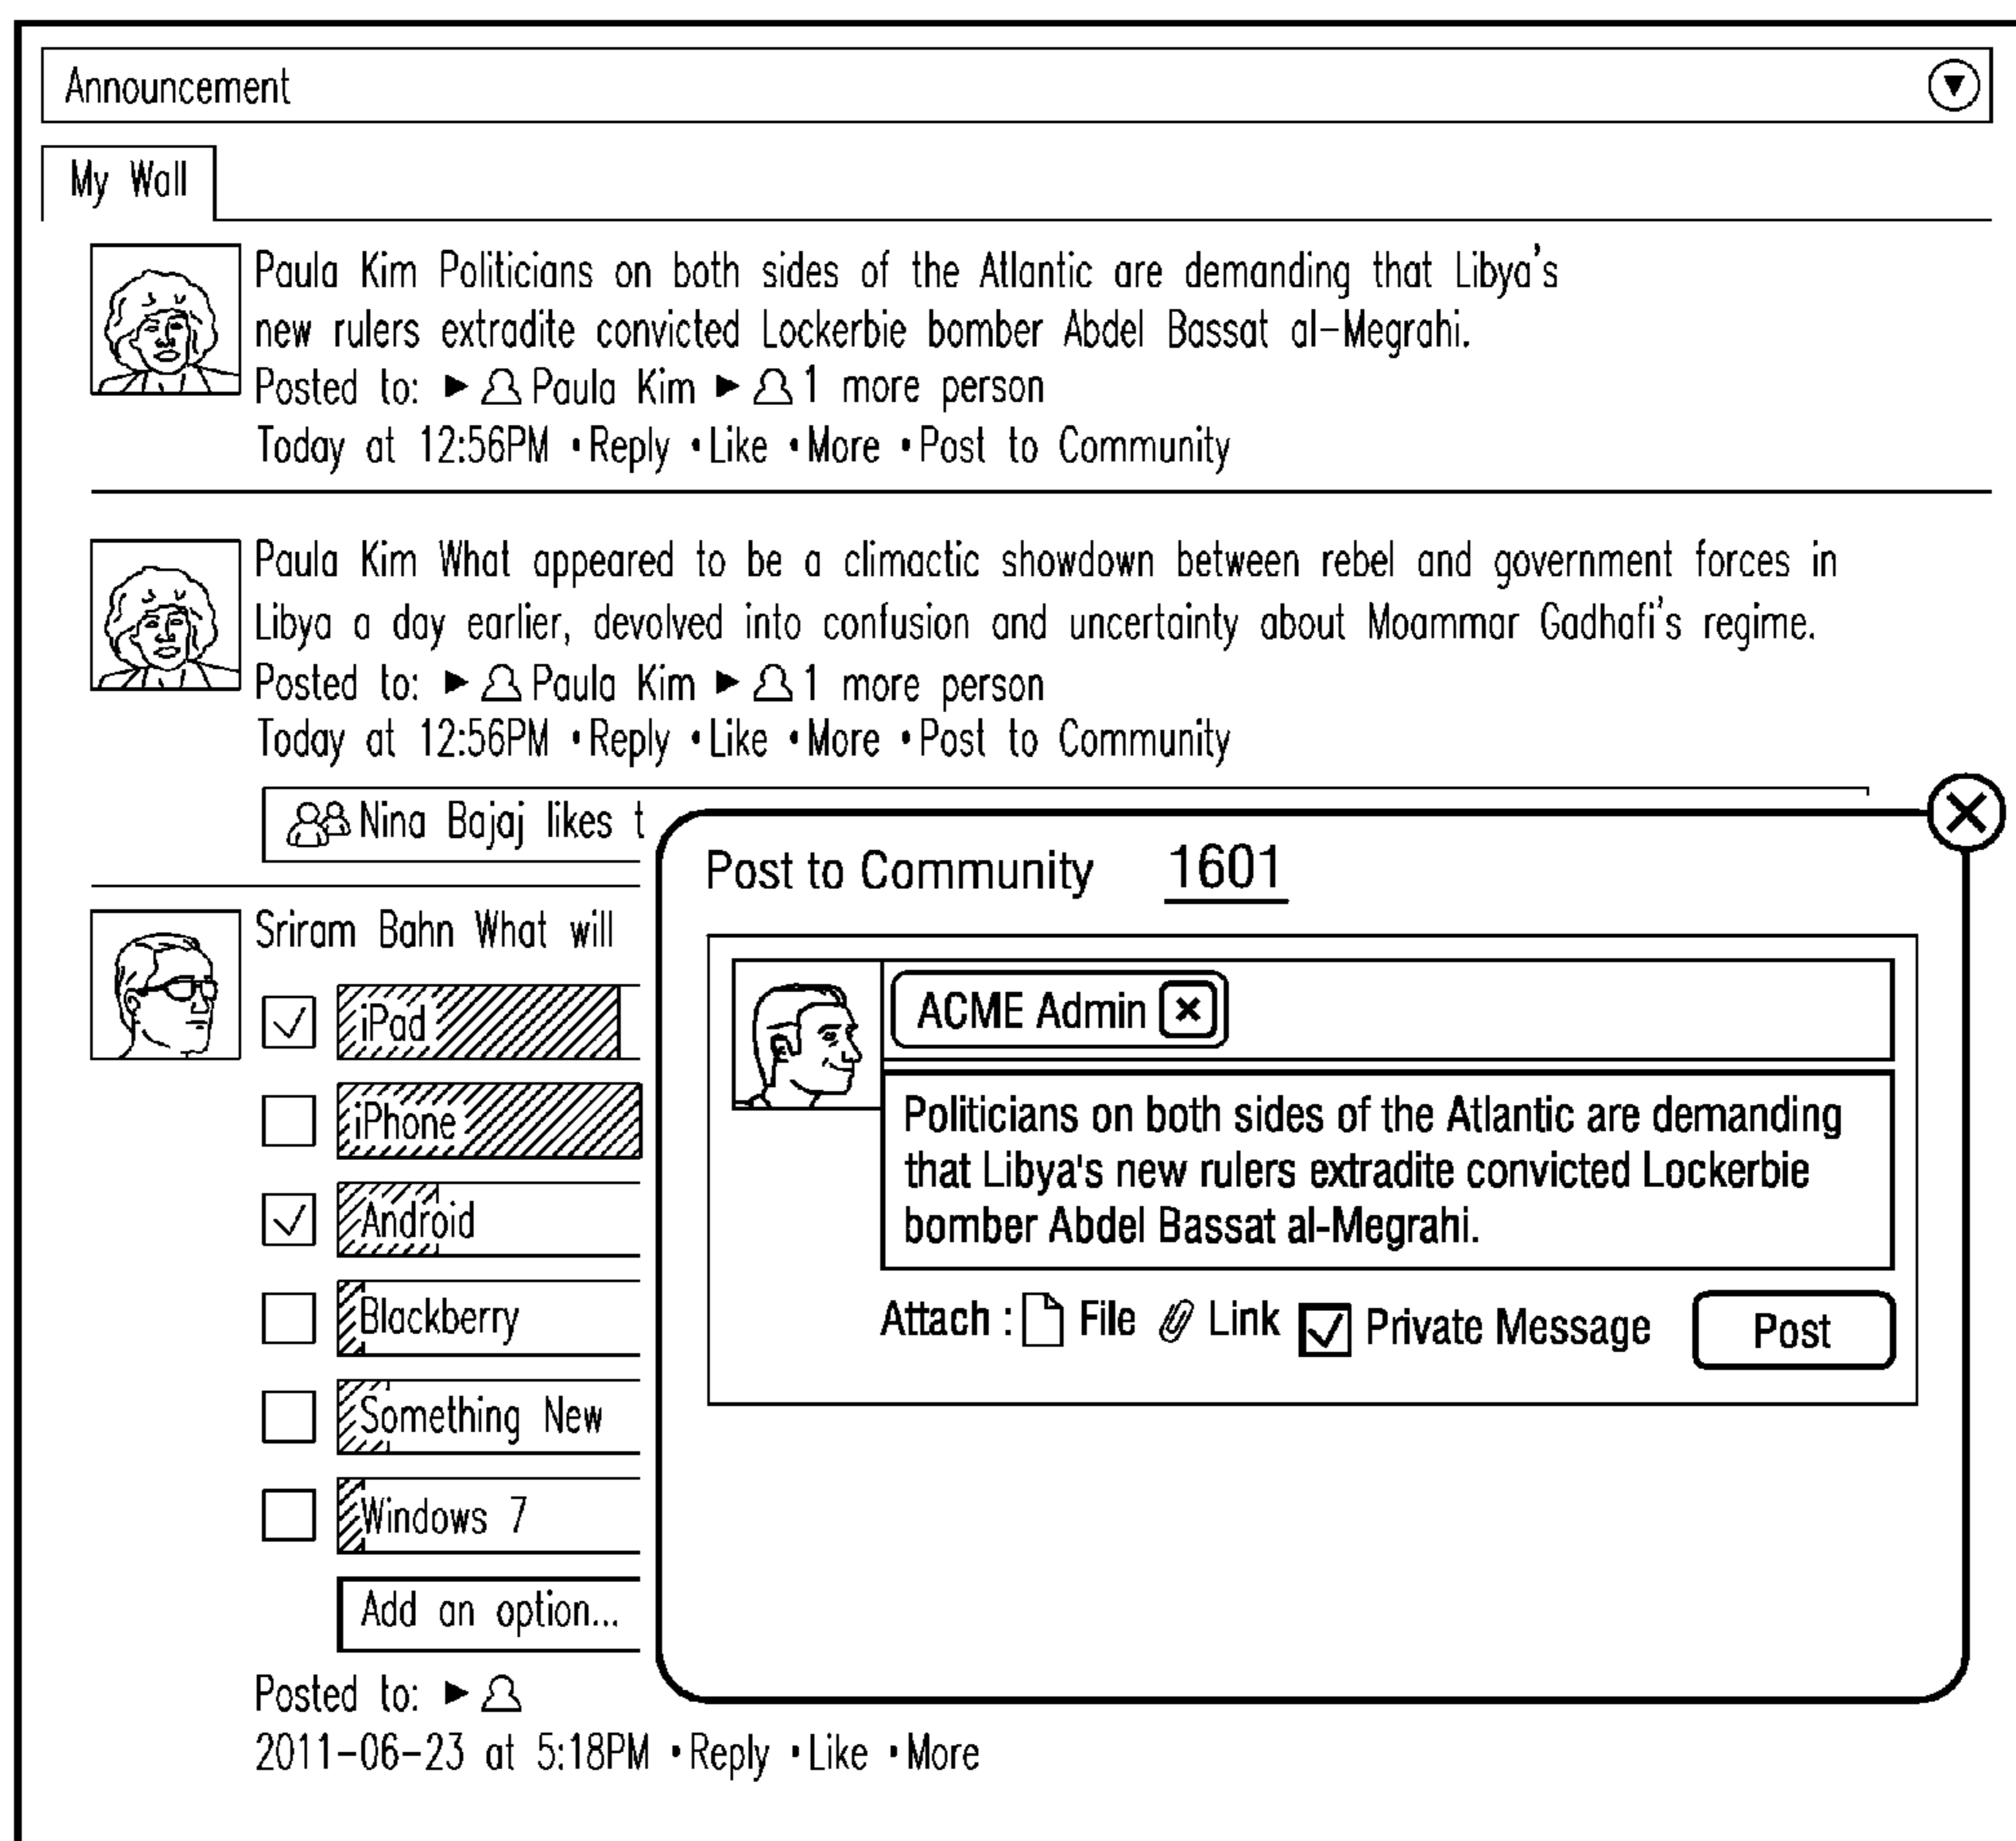 Announcement
My Wall
Paula Kim Politicians on both sides of the Atlantic are demanding that Libya's
new rulers extradite convicted Lockerbie bomber Abdel Bassat al-Megrahi.
Posted to: Paula Kim 1 more person
Today at 12:56PM •Reply •Like •More •Post to Community
Paula Kim What appeared to be a climactic showdown between rebel and government forces in
Libya a day earlier, devolved into confusion and uncertainty about Moammar Gadhafi's regime.
Posted to: Paula Kim 1 more person
Today at 12:56PM •Reply •Like •More •Post to Community
Nina Bajaj likes t
Sriram Bahn What will
iPad
iPhone
Android
Blackberry
Something New
Windows 7
Add an option...
Posted to:
2011-06-23 at 5:18PM •Reply •Like •More
Post to Community 1601
ACME Admin
Politicians on both sides of the Atlantic are demanding
that Libya's new rulers extradite convicted Lockerbie
bomber Abdel Bassat al-Megrahi.
Attach : File Link Private Message Post